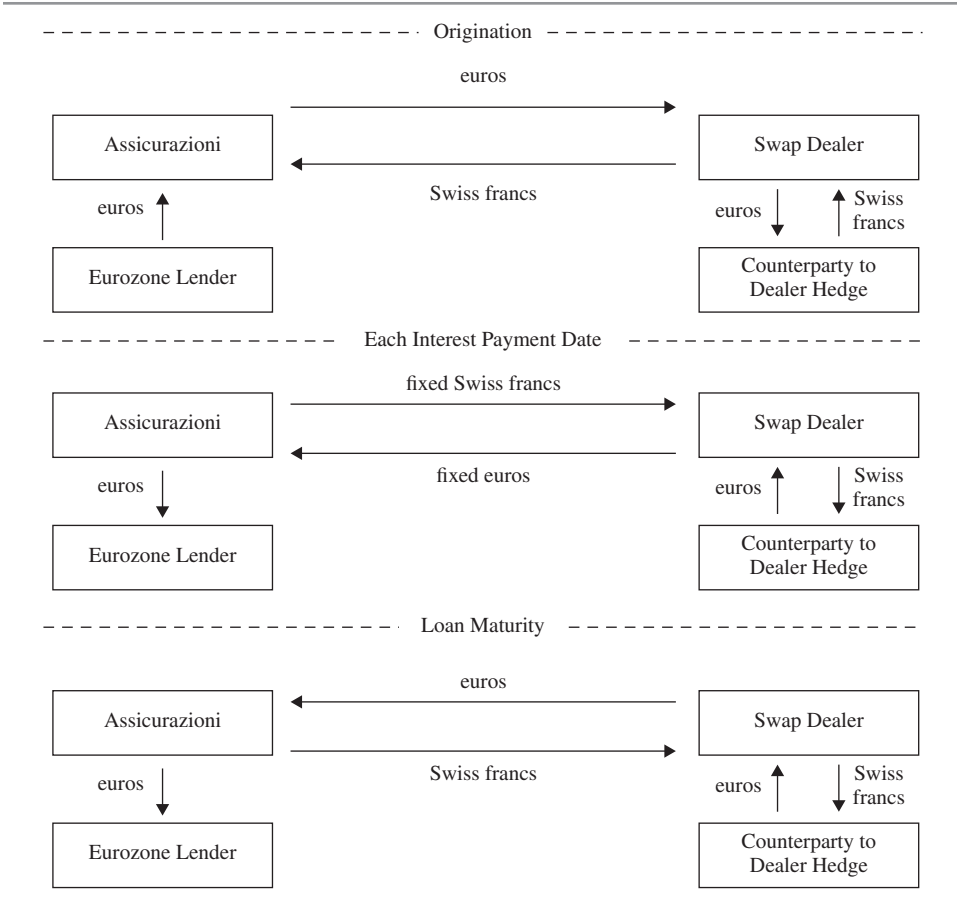 Origination
euros
Assicurazioni
Swap Dealer
Swiss francs
euros
euros
Swiss
francs
Eurozone Lender
Counterparty to
Dealer Hedge
Each Interest Payment Date
fixed Swiss francs
Assicurazioni
Swap Dealer
fixed euros
euros
euros
Swiss
francs
Eurozone Lender
Counterparty to
Dealer Hedge
Loan Maturity
euros
Assicurazioni
Swap Dealer
Swiss francs
euros
euros
Swiss
francs
Eurozone Lender
Counterparty to
Dealer Hedge